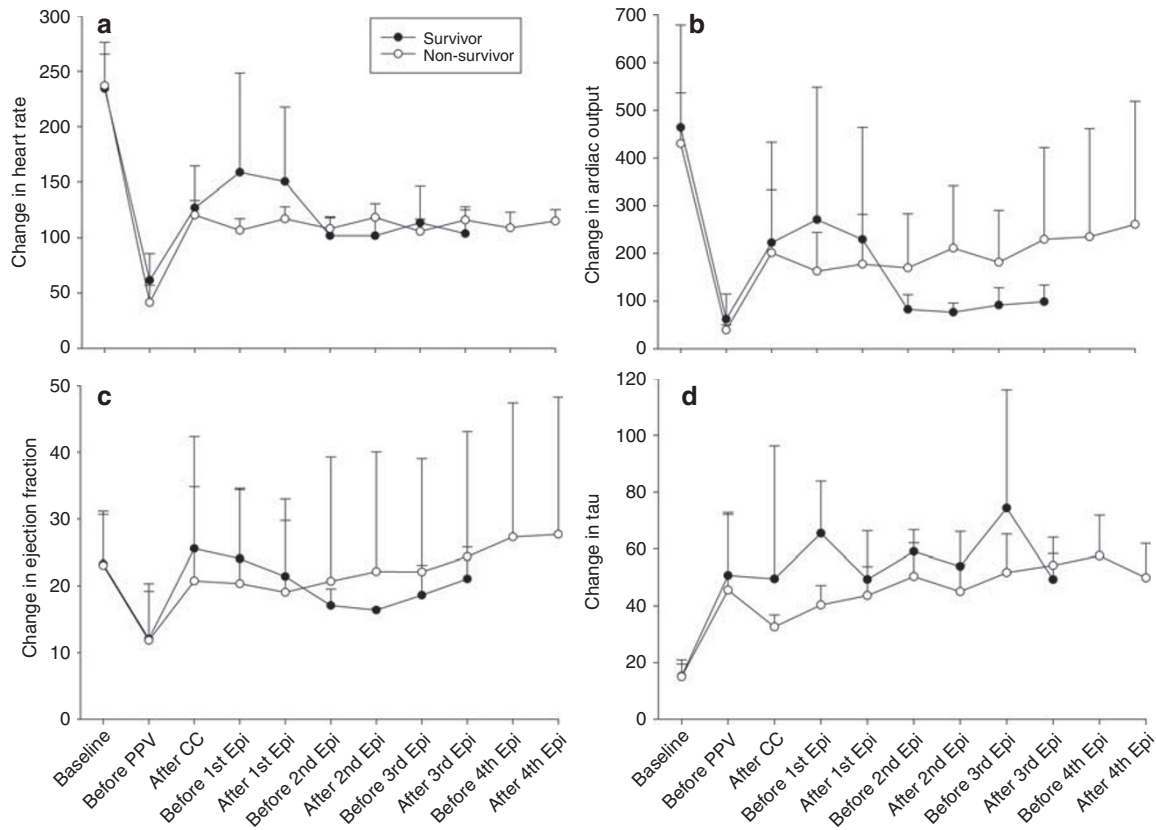 a
Change in heart rate
300
250
200
150
100
50
0
Survivor
Non-survivor
b
Change in ardiac output
700
600
500
400
300
200
100
0
c
Change in ejection fraction
50
40
30
20
10
0
Baseline
Before PPV
After CC
Before 1st Epi
After 1st Epi
Before 2nd Epi
After 2nd Epi
Before 3rd Epi
After 3rd Epi
Before 4th Epi
After 4th Epi
d
Change in tau
120
100
80
60
40
20
0
Baseline
Before PPV
After CC
Before 1st Epi
After 1st Epi
Before 2nd Epi
After 2nd Epi
Before 3rd Epi
After 3rd Epi
Before 4th Epi
After 4th Epi